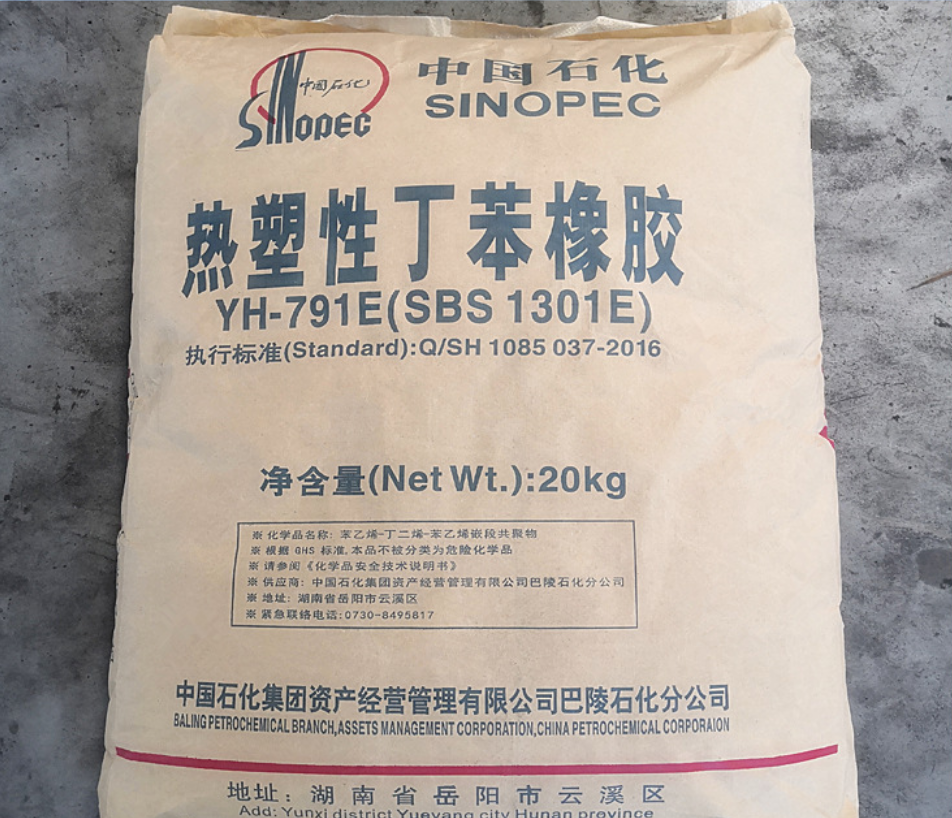 中国石化
SINOPEC
中国石化
SINOPEC
热塑性丁苯橡胶
YH-791E(SBS 1301E)
执行标准(Standard):Q/SH 1085 037-2016
净含量(Net Wt.):20kg
※ 化学品名称: 苯乙烯-丁二烯-苯乙烯嵌段共聚物
※ 根据 GHS 标准,本品不被分类为危险化学品
※ 请参阅《化学品安全技术说明书》
※ 供应商: 中国石化集团资产经营管理有限公司巴陵石化分公司
※ 地址: 湖南省岳阳市云溪区
※ 紧急联络电话:0730-8495817
中国石化集团资产经营管理有限公司巴陵石化分公司
BALING PETROCHEMICAL BRANCH,ASSETS MANAGEMENT CORPORATION,CHINA PETROCHEMICAL CORPORAION
地址: 湖南省岳阳市云溪区
Add: Yunxi district Yueyang city Hunan province